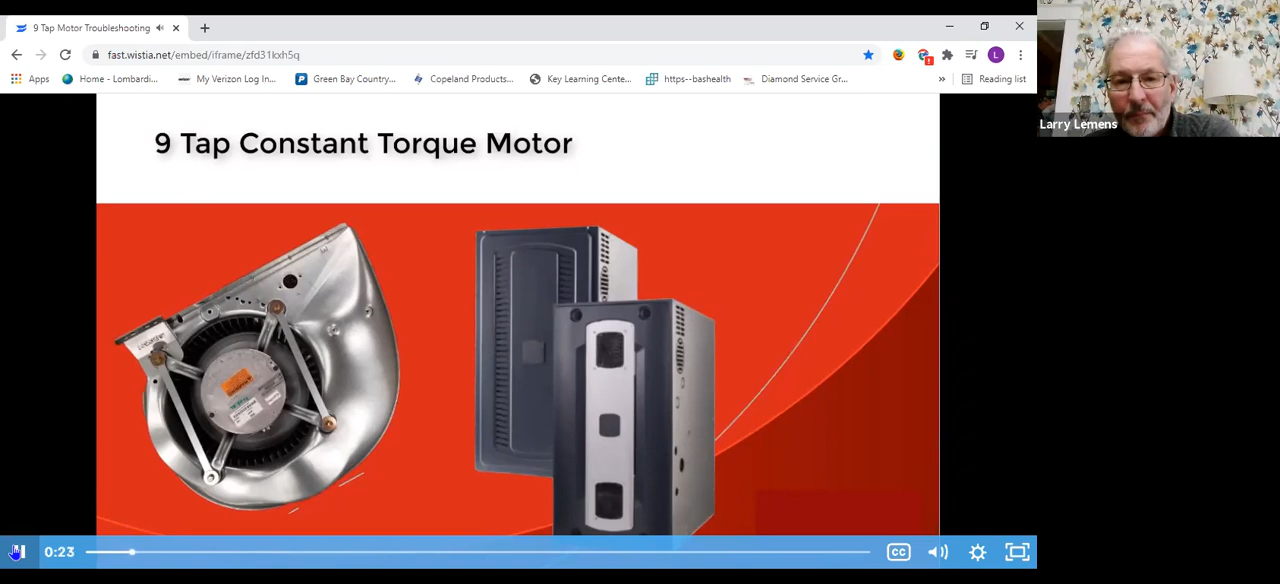 9 Tap Motor Troubleshooting
fast.wistia.net/embed/iframe/zfd31kxh5q
L
Apps
Home - Lombardi...
My Verizon Log In...
Green Bay Country...
Copeland Products...
Key Learning Cente...
https--bashealth
Diamond Service Gr...
»
Reading list
Larry Lemens
9 Tap Constant Torque Motor
0:23
CC